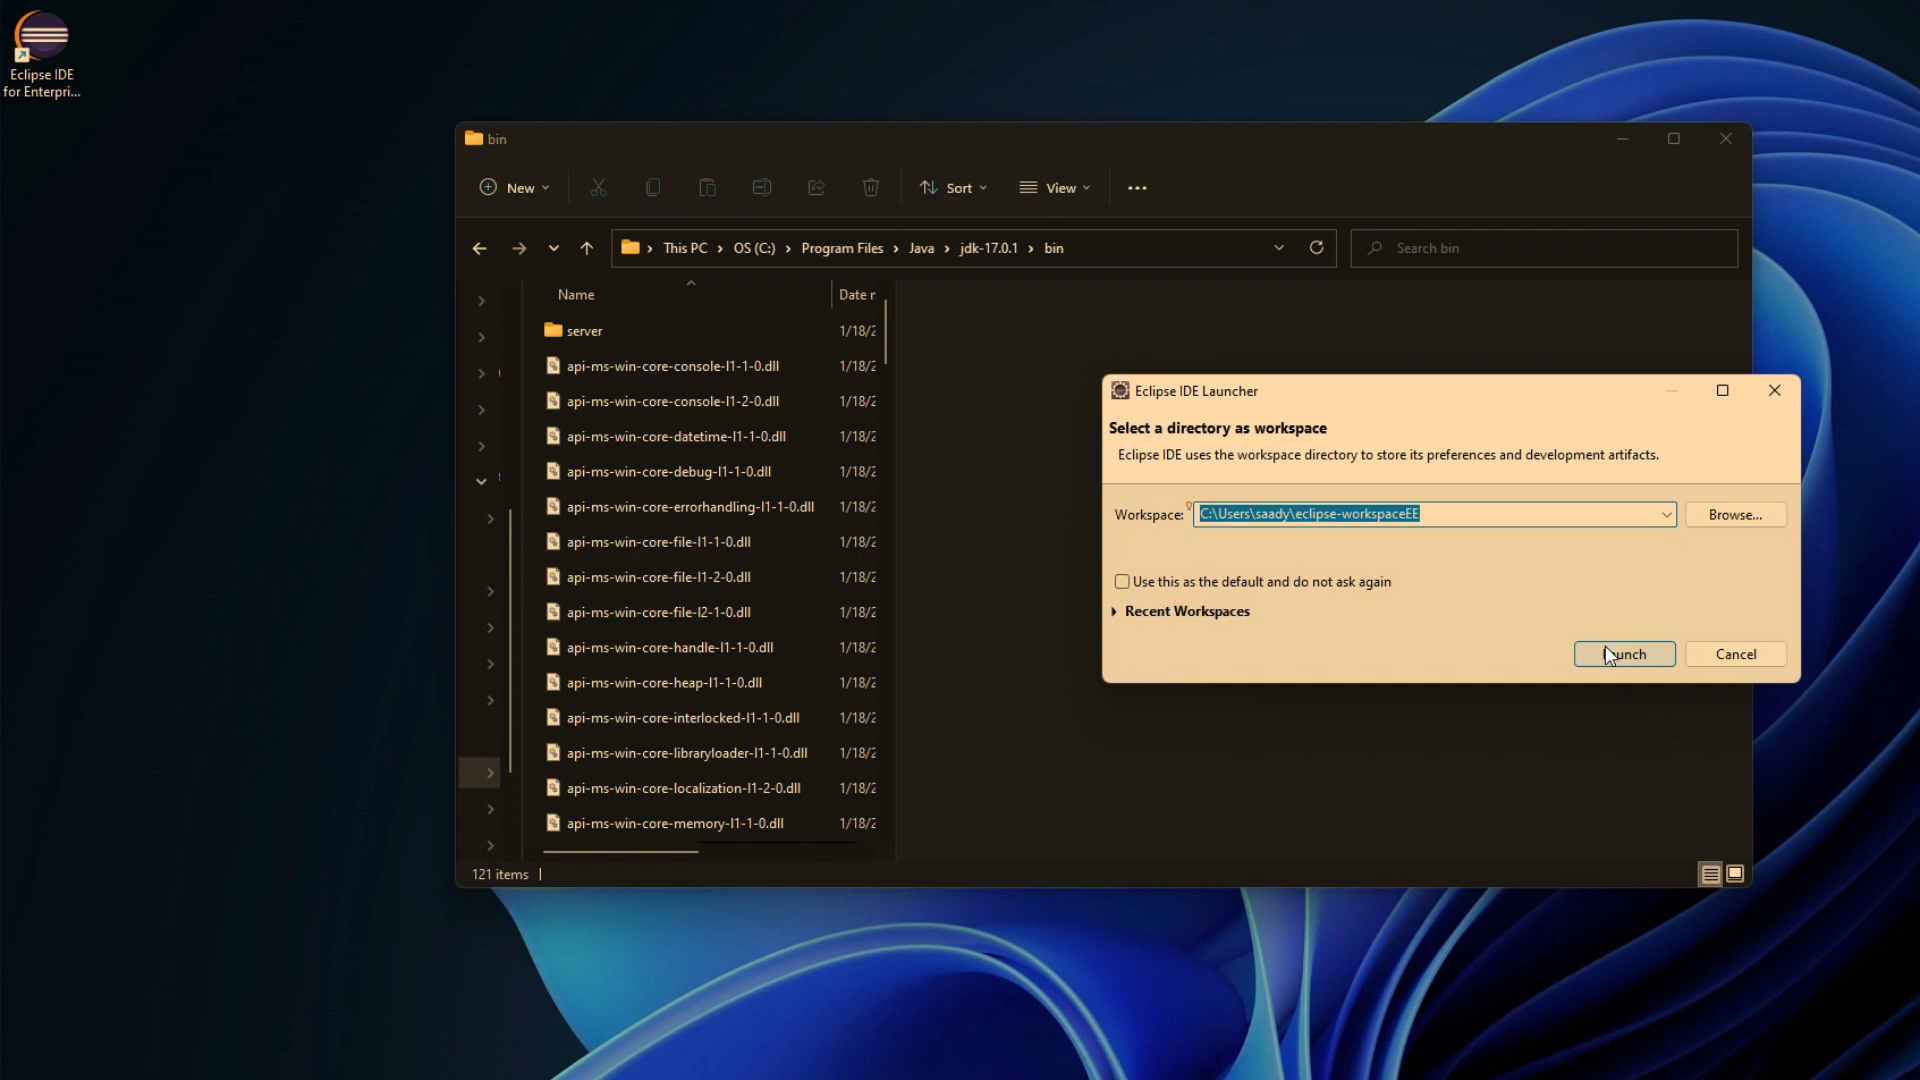 Eclipse IDE
for Enterpri...
bin
New
Sort
View
This PC
OS (C:)
Program Files
Java
jdk-17.0.1
bin
Search bin
Name
Date r
server
1/18/2
api-ms-win-core-console-l1-1-0.dll
1/18/2
api-ms-win-core-console-l1-2-0.dll
1/18/2
api-ms-win-core-datetime-l1-1-0.dll
1/18/2
api-ms-win-core-debug-l1-1-0.dll
1/18/2
api-ms-win-core-errorhandling-l1-1-0.dll
1/18/2
api-ms-win-core-file-l1-1-0.dll
1/18/2
api-ms-win-core-file-l1-2-0.dll
1/18/2
api-ms-win-core-file-l2-1-0.dll
1/18/2
api-ms-win-core-handle-l1-1-0.dll
1/18/2
api-ms-win-core-heap-l1-1-0.dll
1/18/2
api-ms-win-core-interlocked-l1-1-0.dll
1/18/2
api-ms-win-core-libraryloader-l1-1-0.dll
1/18/2
api-ms-win-core-localization-l1-2-0.dll
1/18/2
api-ms-win-core-memory-l1-1-0.dll
1/18/2
121 items
Eclipse IDE Launcher
Select a directory as workspace
Eclipse IDE uses the workspace directory to store its preferences and development artifacts.
Workspace:
C:\Users\saady\eclipse-workspaceEE
Browse...
Use this as the default and do not ask again
Recent Workspaces
Launch
Cancel